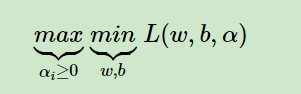 max min L(w, b, α)
αᵢ≥0 w,b